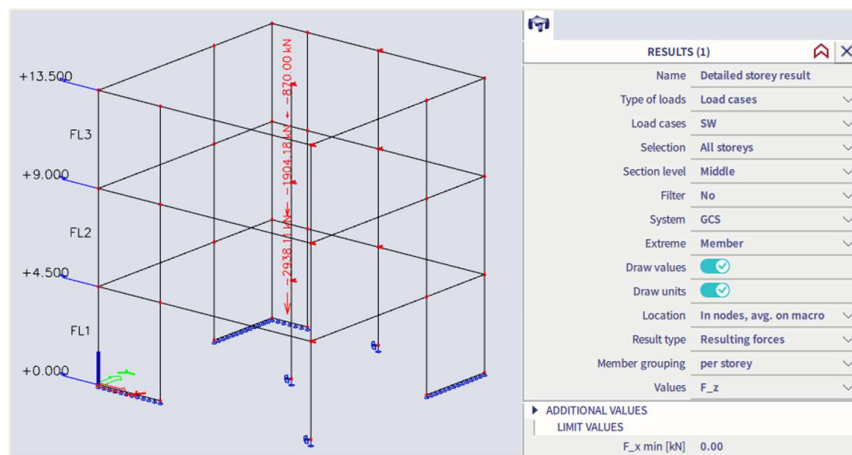 +13.500
FL3
+9.000
FL2
+4.500
FL1
+0.000
-870.00 kN
-1904.18 kN
-2938.11 kN
RESULTS (1)
Name Detailed storey result
Type of loads Load cases
Load cases SW
Selection All storeys
Section level Middle
Filter No
System GCS
Extreme Member
Draw values
Draw units
Location In nodes, avg. on macro
Result type Resulting forces
Member grouping per storey
Values F_z
ADDITIONAL VALUES
LIMIT VALUES
F_x min [kN] 0.00